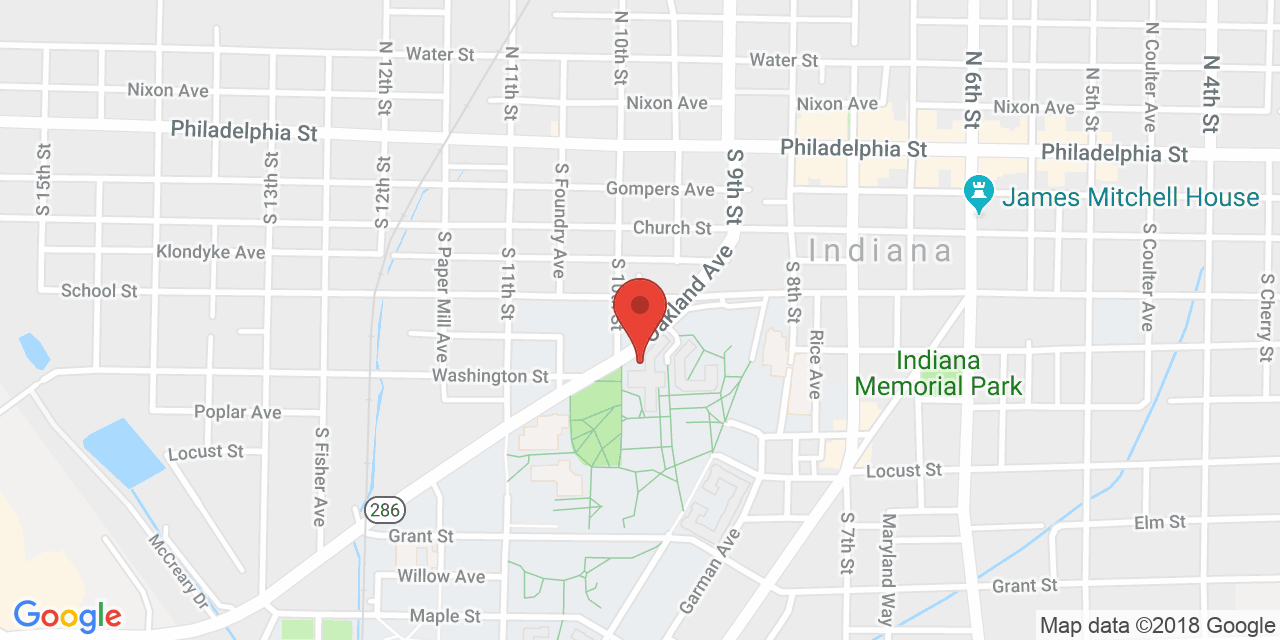 Water St
N 12th St
N 11th St
N 10th St
Water St
N 6th St
N 5th St
N Coulter Ave
N 4th St
Nixon Ave
Nixon Ave
Nixon Ave
Nixon Ave
Philadelphia St
Philadelphia St
Philadelphia St
S 15th St
S 13th St
S 12th St
S Foundry Ave
Gompers Ave
S 9th St
James Mitchell House
Church St
Indiana
Klondyke Ave
S Paper Mill Ave
S 11th St
S 10th St
Oakland Ave
S 8th St
S Coulter Ave
S Cherry St
School St
Rice Ave
Indiana
Memorial Park
Washington St
Poplar Ave
Locust St
S Fisher Ave
Locust St
286
Grant St
S 7th St
Maryland Way
Elm St
McCreary Dr
Willow Ave
Garman Ave
Grant St
Maple St
Google
Map data ©2018 Google